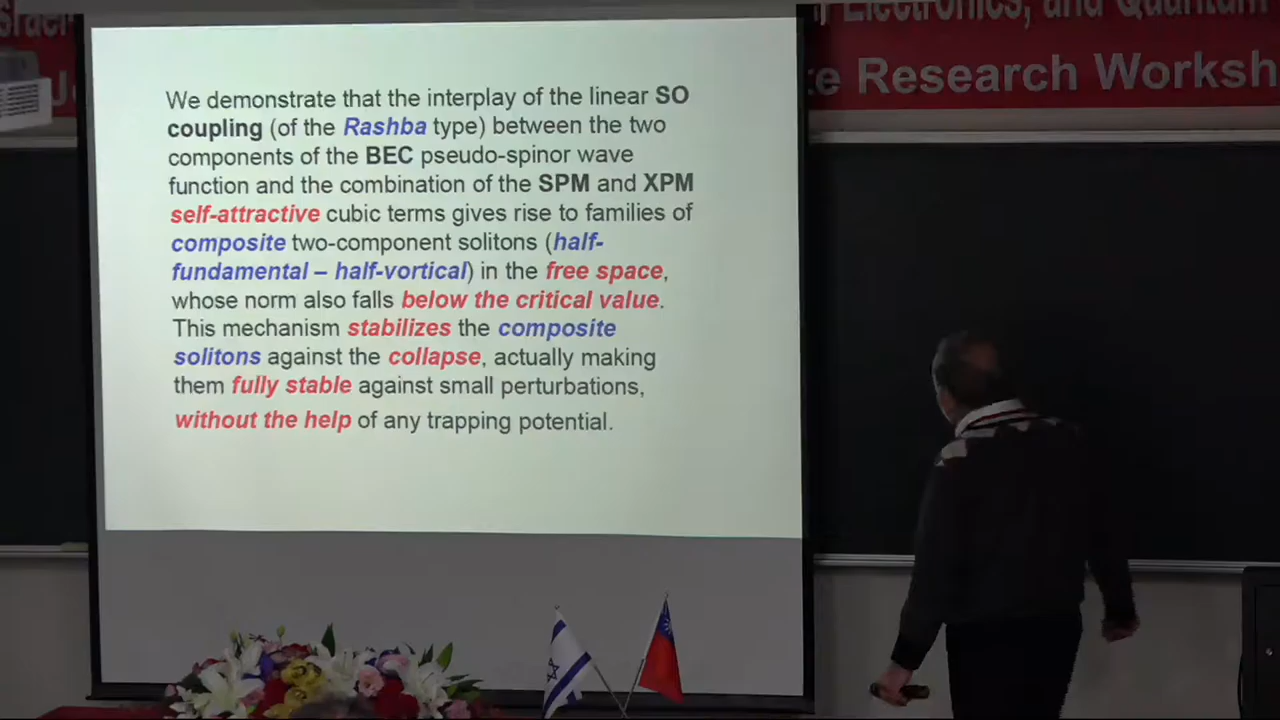 Electronics, and Quantum
te Research Worksh
We demonstrate that the interplay of the linear SO
coupling (of the Rashba type) between the two
components of the BEC pseudo-spinor wave
function and the combination of the SPM and XPM
self-attractive cubic terms gives rise to families of
composite two-component solitons (half-
fundamental – half-vortical) in the free space,
whose norm also falls below the critical value.
This mechanism stabilizes the composite
solitons against the collapse, actually making
them fully stable against small perturbations,
without the help of any trapping potential.